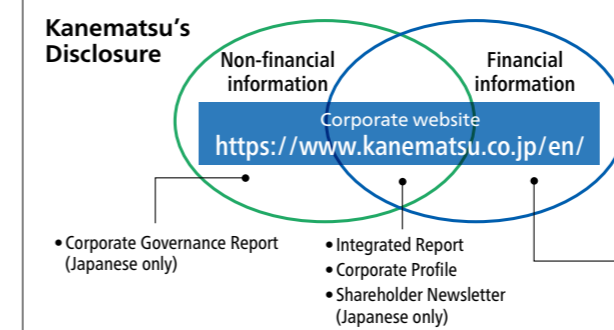 Kanematsu's
Disclosure
Non-financial
information
Financial
information
Corporate website
https://www.kanematsu.co.jp/en/
• Corporate Governance Report
(Japanese only)
• Integrated Report
• Corporate Profile
• Shareholder Newsletter
(Japanese only)